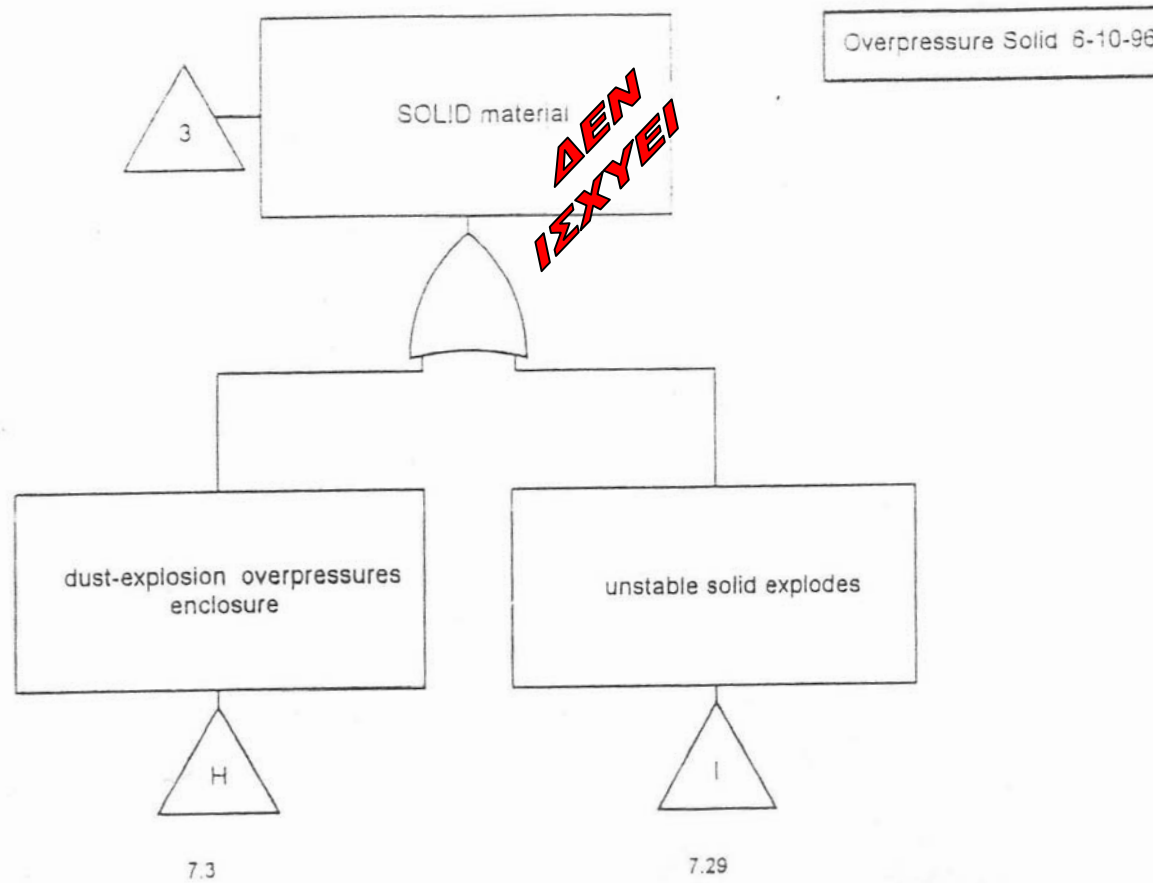 Overpressure Solid 6-10-96
SOLID material
3
ΔΕΝ
ΙΣΧΥΕΙ
dust-explosion overpressures
enclosure
unstable solid explodes
H
I
7.3
7.29